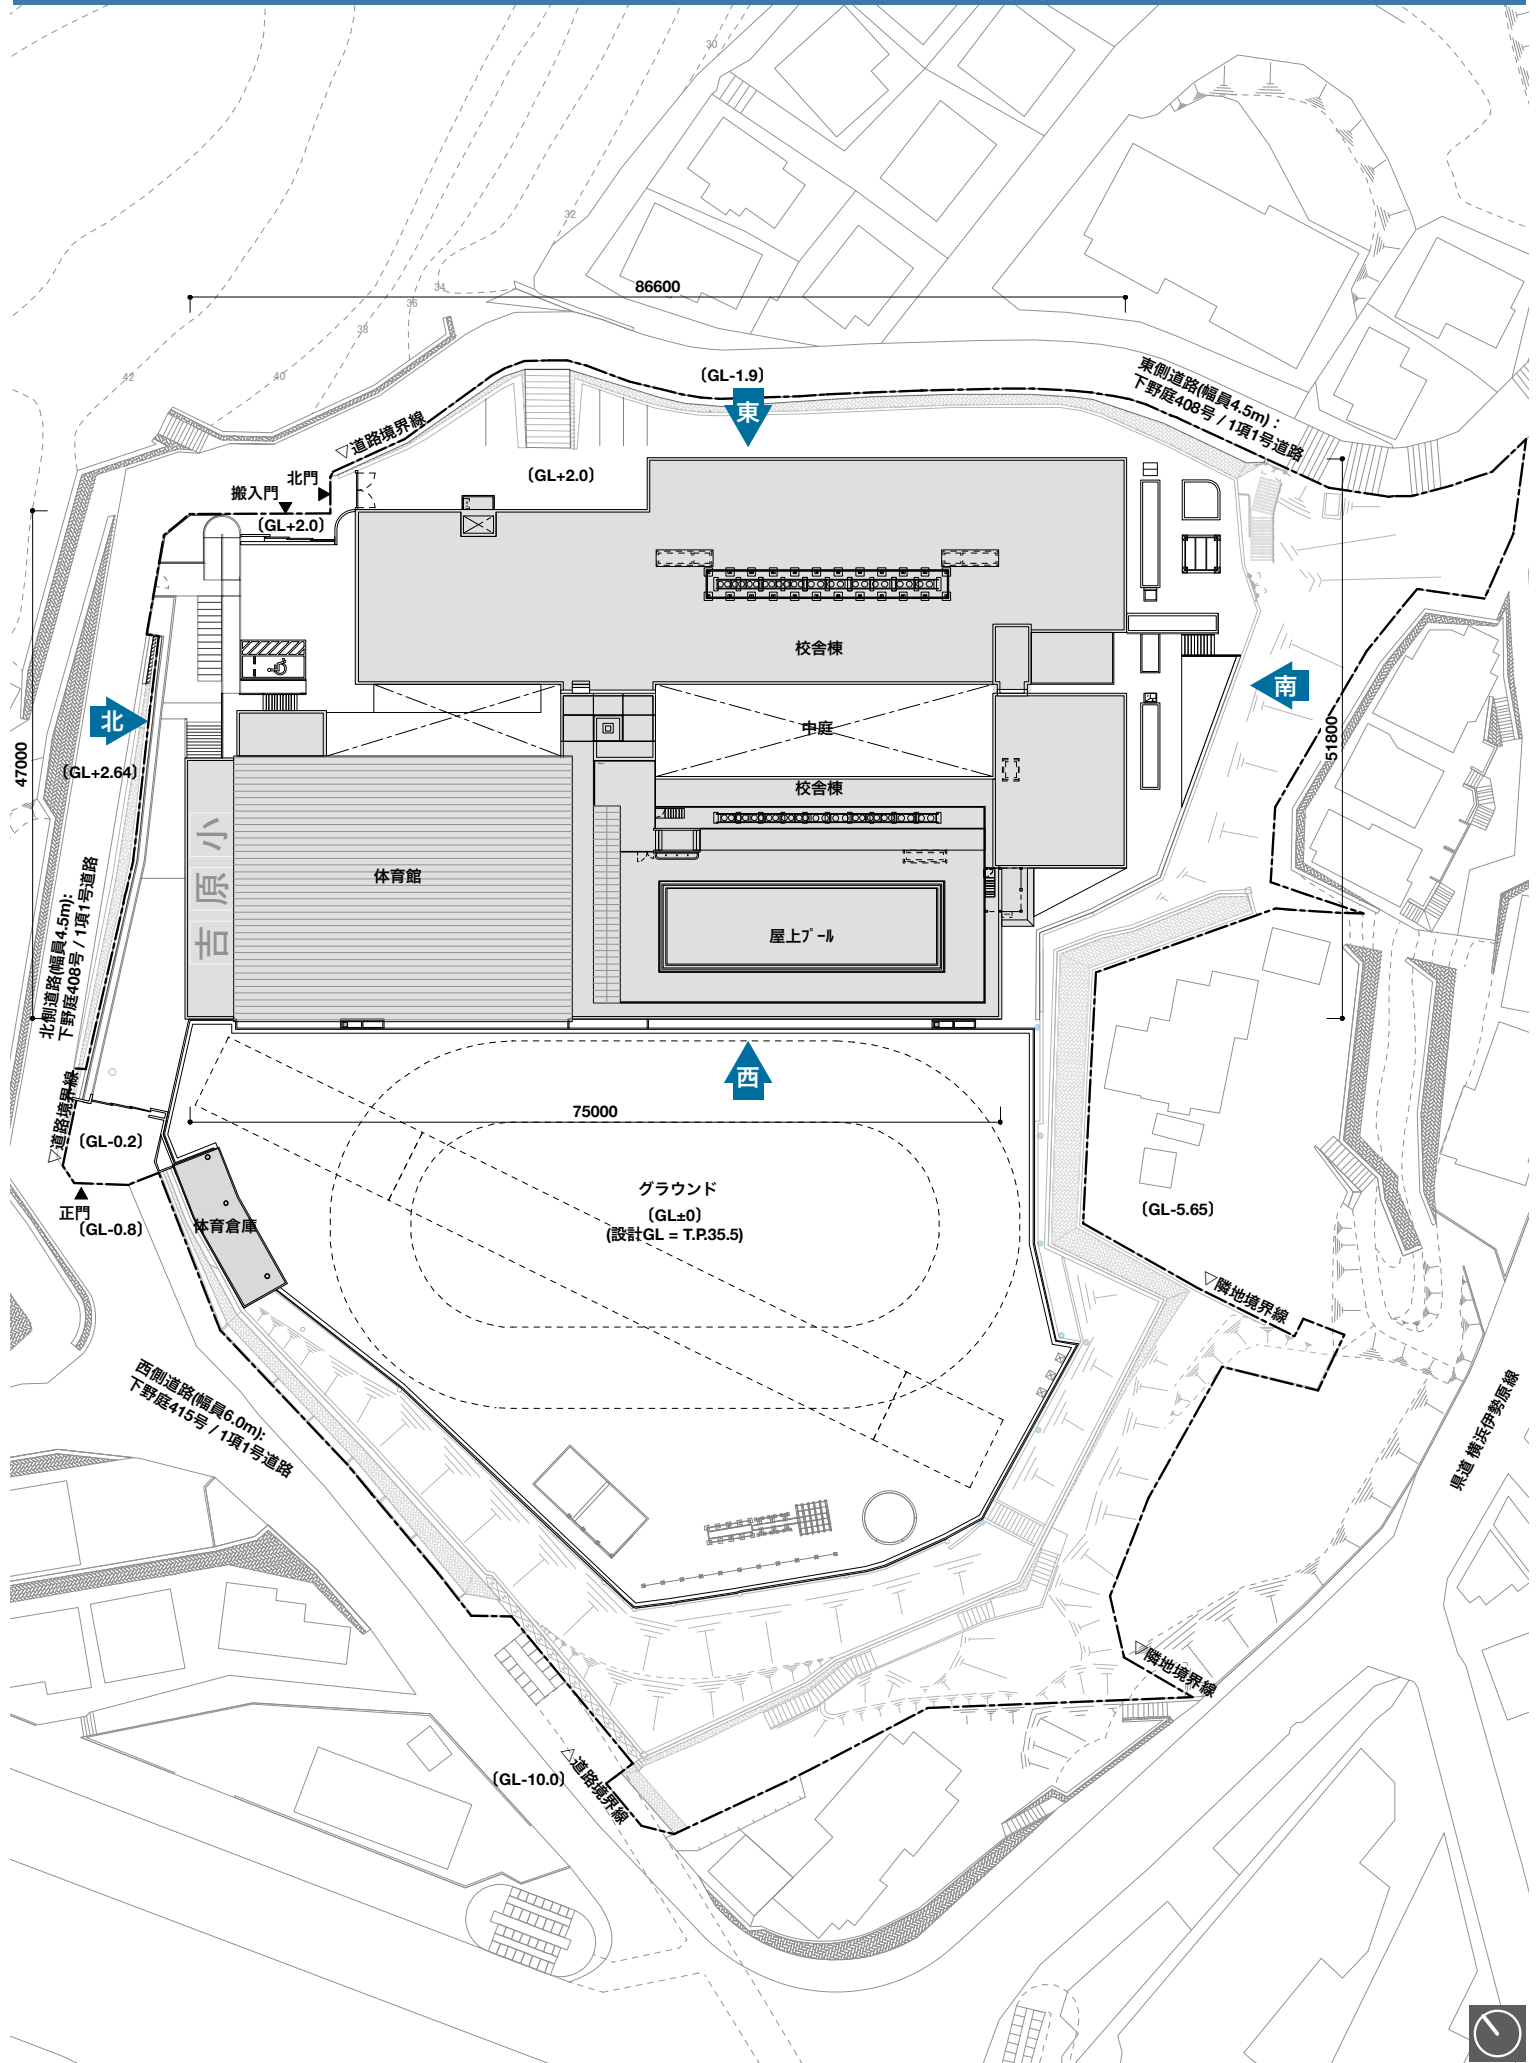 30
32
34
36
38
40
42
86600
〔GL-1.9〕
東
東側道路(幅員4.5m)：
下野庭408号 / 1項1号道路
▽道路境界線
北門
搬入門
〔GL+2.0〕
〔GL+2.0〕
校舎棟
北
南
中庭
47000
〔GL+2.64〕
51800
校舎棟
吉原小
体育館
屋上プール
北側道路(幅員4.5m):
下野庭408号 / 1項1号道路
西
75000
▽道路境界線
〔GL-0.2〕
正門
〔GL-0.8〕
体育倉庫
グラウンド
〔GL±0〕
(設計GL = T.P.35.5)
〔GL-5.65〕
▽隣地境界線
西側道路(幅員6.0m):
下野庭415号 / 1項1号道路
県道 横浜伊勢原線
▽隣地境界線
〔GL-10.0〕
△道路境界線